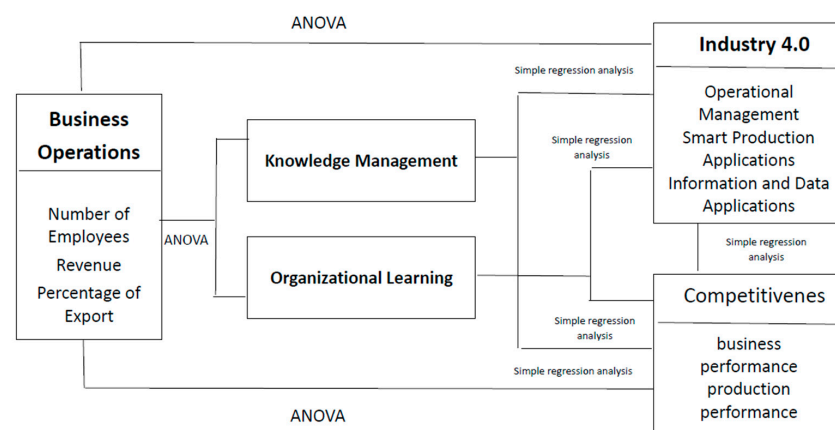 ANOVA
Industry 4.0
Simple regression analysis
Operational
Management
Smart Production
Applications
Information and Data
Applications
Business
Operations
Number of
Employees
Revenue
Percentage of
Export
ANOVA
Knowledge Management
Organizational Learning
Simple regression
analysis
Simple regression
analysis
Competitivenes
business
performance
production
performance
Simple regression
analysis
Simple regression analysis
ANOVA